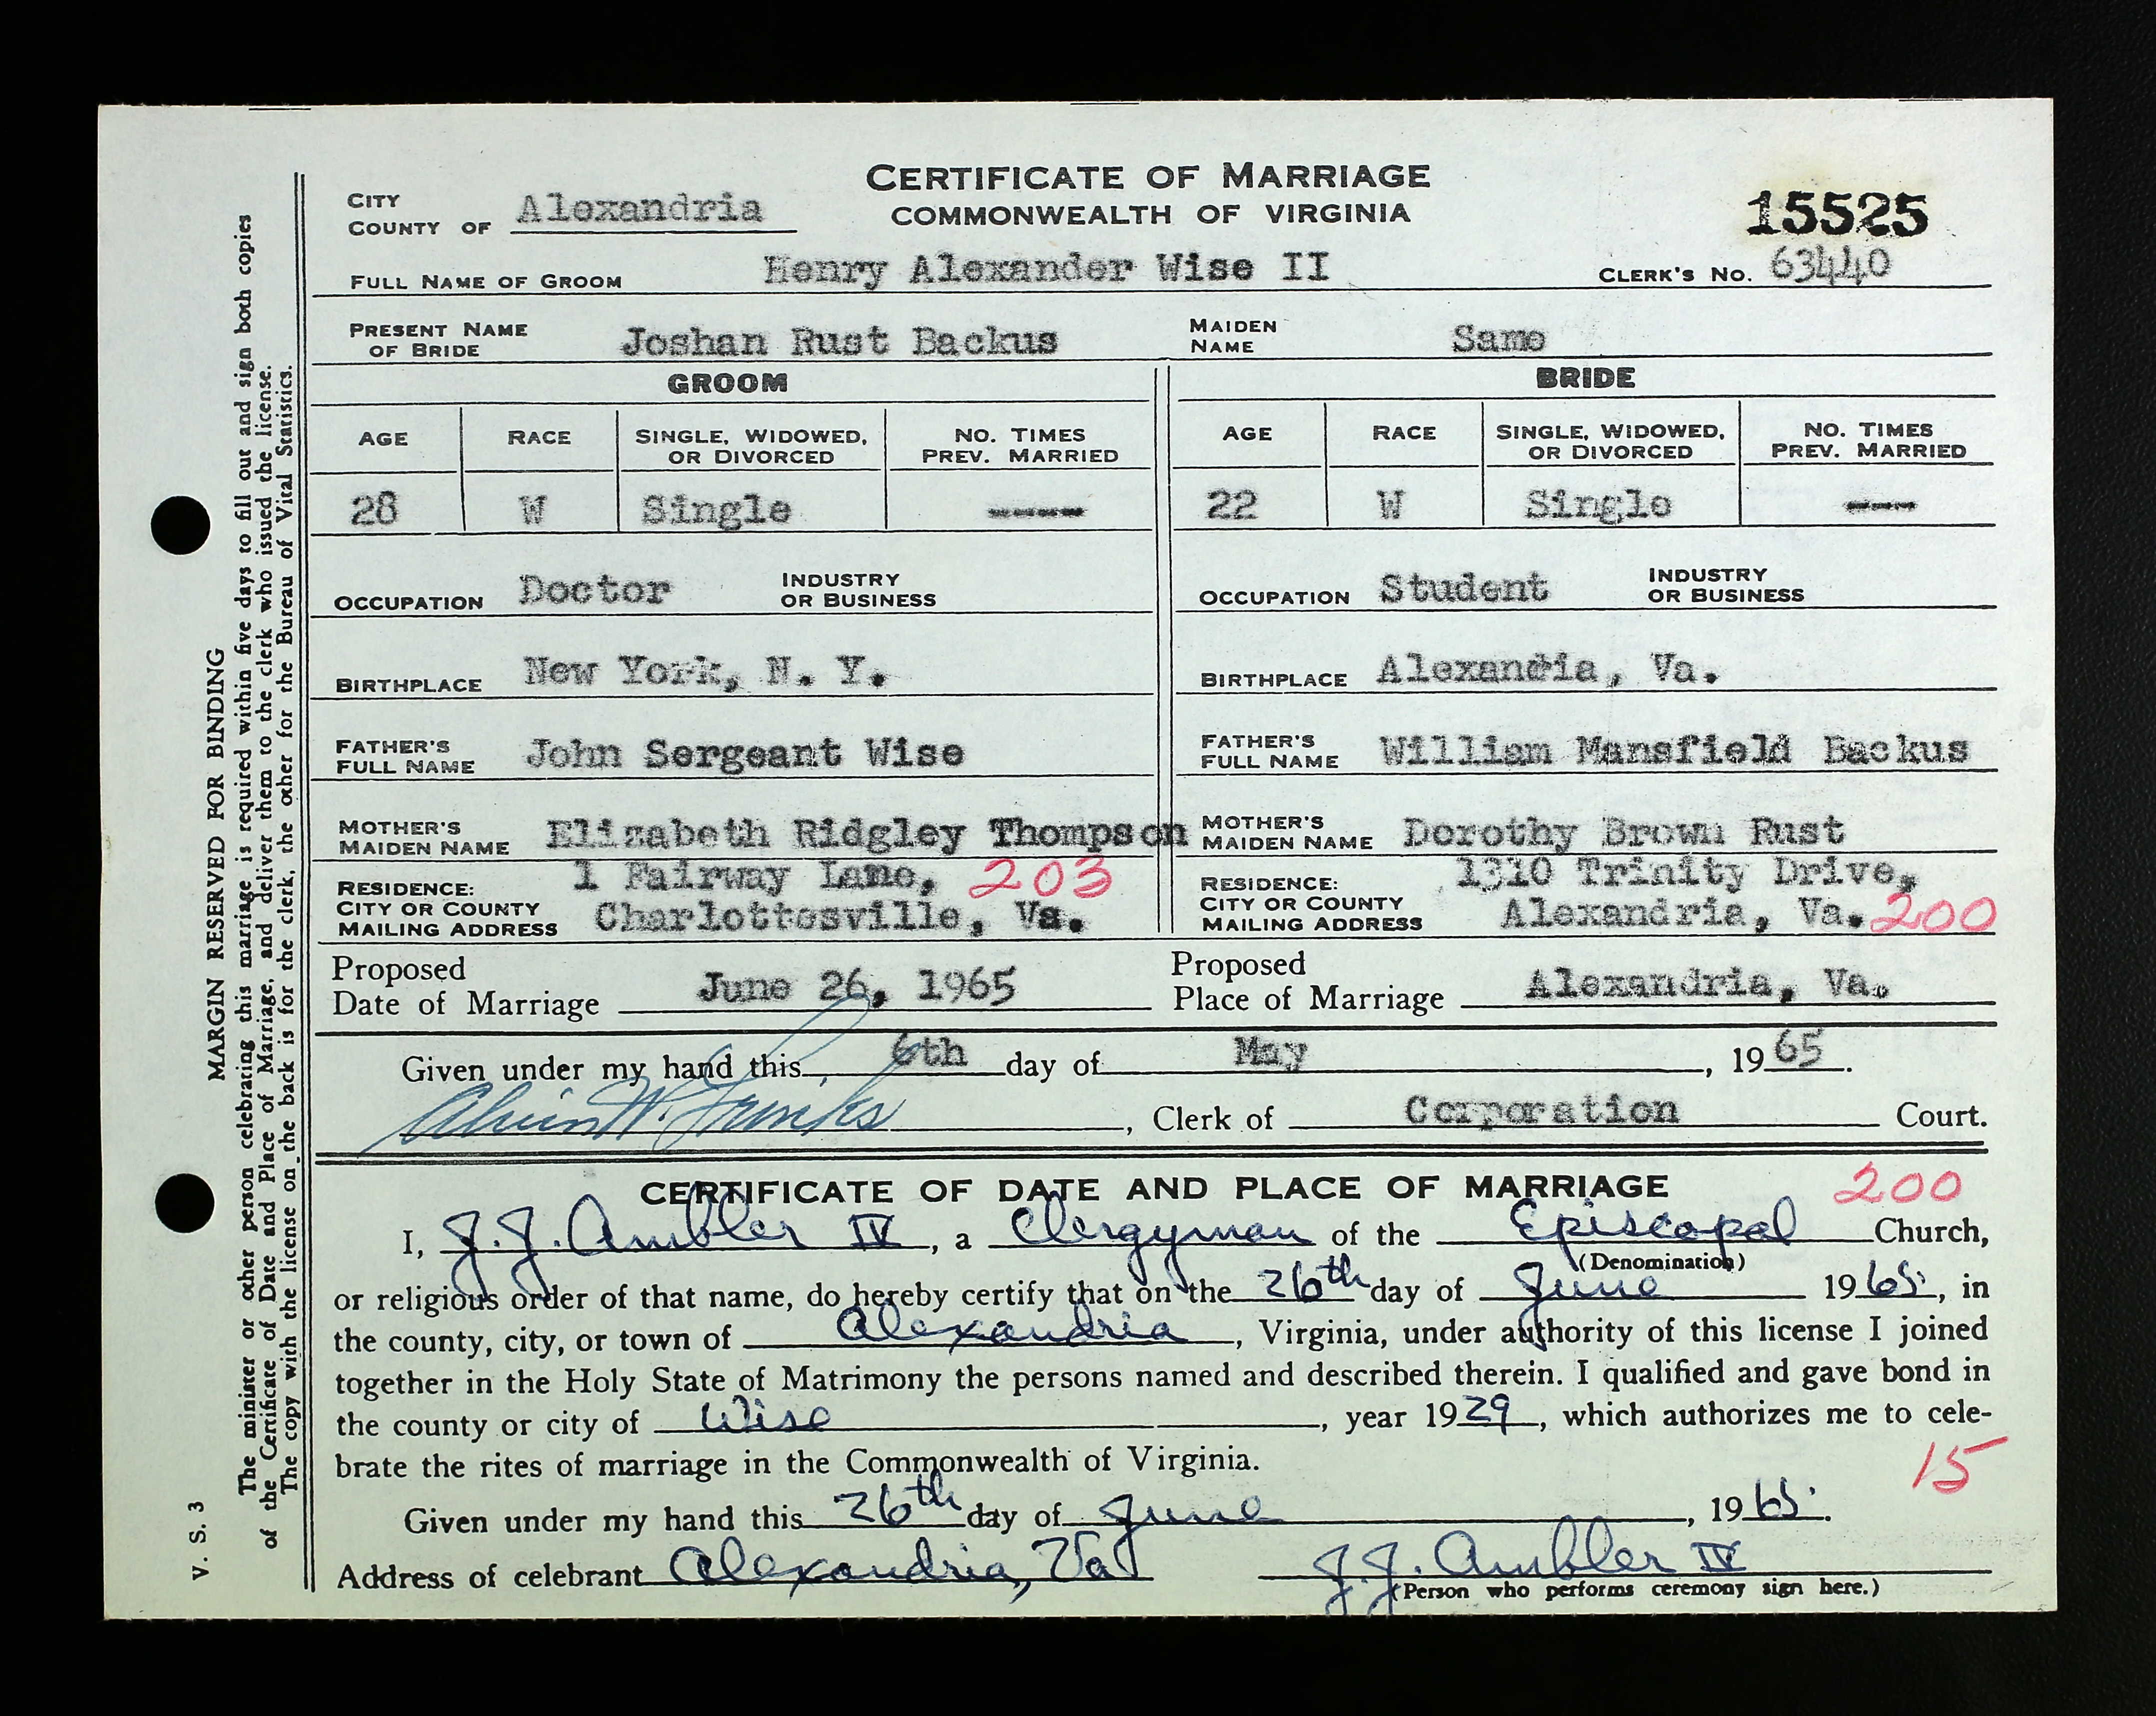 CERTIFICATE OF MARRIAGE
COMMONWEALTH OF VIRGINIA
CITY
COUNTY OF Alexandria
15525
FULL NAME OF GROOM Henry Alexander Wise II CLERK'S NO. 63440
PRESENT NAME OF BRIDE Joshan Rust Backus MAIDEN NAME Same
GROOM BRIDE
AGE RACE SINGLE, WIDOWED, OR DIVORCED NO. TIMES PREV. MARRIED AGE RACE SINGLE, WIDOWED, OR DIVORCED NO. TIMES PREV. MARRIED
28 W Single ---- 22 W Single ---
OCCUPATION Doctor INDUSTRY OR BUSINESS OCCUPATION Student INDUSTRY OR BUSINESS
BIRTHPLACE New York, N. Y. BIRTHPLACE Alexandia, Va.
FATHER'S FULL NAME John Sergeant Wise FATHER'S FULL NAME William Mansfield Backus
MOTHER'S MAIDEN NAME Elizabeth Ridgley Thompson MOTHER'S MAIDEN NAME Dorothy Brown Rust
RESIDENCE: CITY OR COUNTY MAILING ADDRESS 1 Fairway Lane, 203 Charlottesville, Va. RESIDENCE: CITY OR COUNTY MAILING ADDRESS 1310 Trinity Drive, Alexandria, Va. 200
Proposed Date of Marriage June 26, 1965 Proposed Place of Marriage Alexandria, Va.
Given under my hand this 6th day of May, 1965.
Alvin W. Frinks, Clerk of Corporation Court.
CERTIFICATE OF DATE AND PLACE OF MARRIAGE 200
I, J.J. Ambler IV, a Clergyman of the Episcopal Church,
(Denomination)
or religious order of that name, do hereby certify that on the 26th day of June 1965, in
the county, city, or town of Alexandria, Virginia, under authority of this license I joined
together in the Holy State of Matrimony the persons named and described therein. I qualified and gave bond in
the county or city of Wise, year 1929, which authorizes me to cele-
brate the rites of marriage in the Commonwealth of Virginia.
15
Given under my hand this 26th day of June, 1965.
Address of celebrant Alexandria, Va J.J. Ambler IV
(Person who performs ceremony sign here.)
V. S. 3
MARGIN RESERVED FOR BINDING
The minister or other person celebrating this marriage is required within five days to fill out and sign both copies
of the Certificate of Date and Place of Marriage, and deliver them to the clerk who issued the license.
The copy with the license on the back is for the clerk, the other for the Bureau of Vital Statistics.